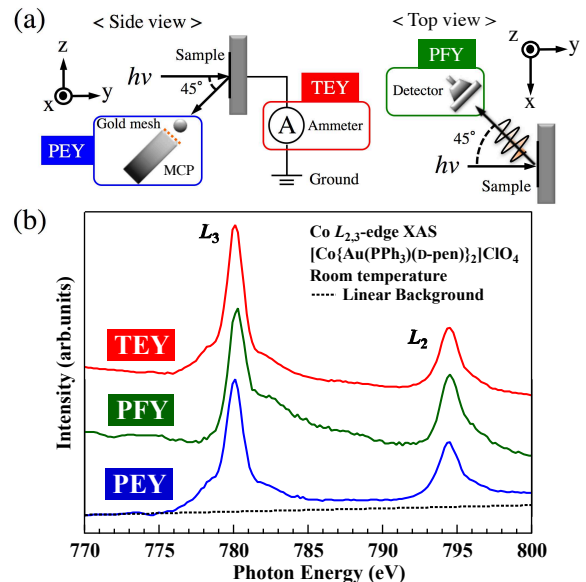 (a)
< Side view >
z
y
x
hν
45°
Sample
PEY
Gold mesh
MCP
TEY
A
Ammeter
Ground
< Top view >
z
y
x
PFY
Detector
45°
hν
Sample
(b)
L3
Co L2,3-edge XAS
[Co{Au(PPh3)(D-pen)}2]ClO4
Room temperature
Linear Background
L2
TEY
PFY
PEY
Intensity (arb.units)
770 775 780 785 790 795 800
Photon Energy (eV)